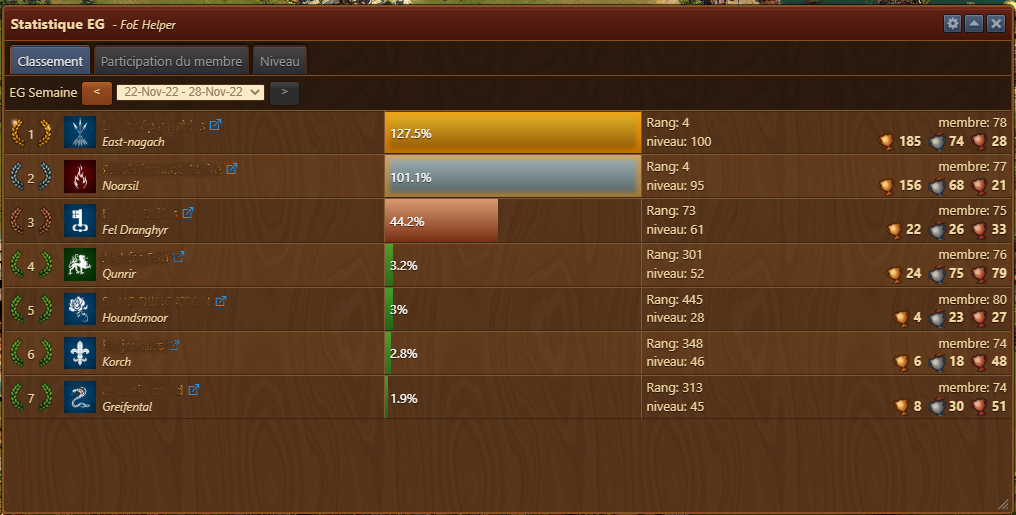 Statistique EG - FoE Helper
Classement Participation du membre Niveau
EG Semaine < 22-Nov-22 - 28-Nov-22 >
1 127.5% Rang: 4 membre: 78
East-nagach niveau: 100 185 74 28
2 101.1% Rang: 4 membre: 77
Noarsil niveau: 95 156 68 21
3 44.2% Rang: 73 membre: 75
Fel Dranghyr niveau: 61 22 26 33
4 3.2% Rang: 301 membre: 76
Qunrir niveau: 52 24 75 79
5 3% Rang: 445 membre: 80
Houndsmoor niveau: 28 4 23 27
6 2.8% Rang: 348 membre: 74
Korch niveau: 46 6 18 48
7 1.9% Rang: 313 membre: 74
Greifental niveau: 45 8 30 51